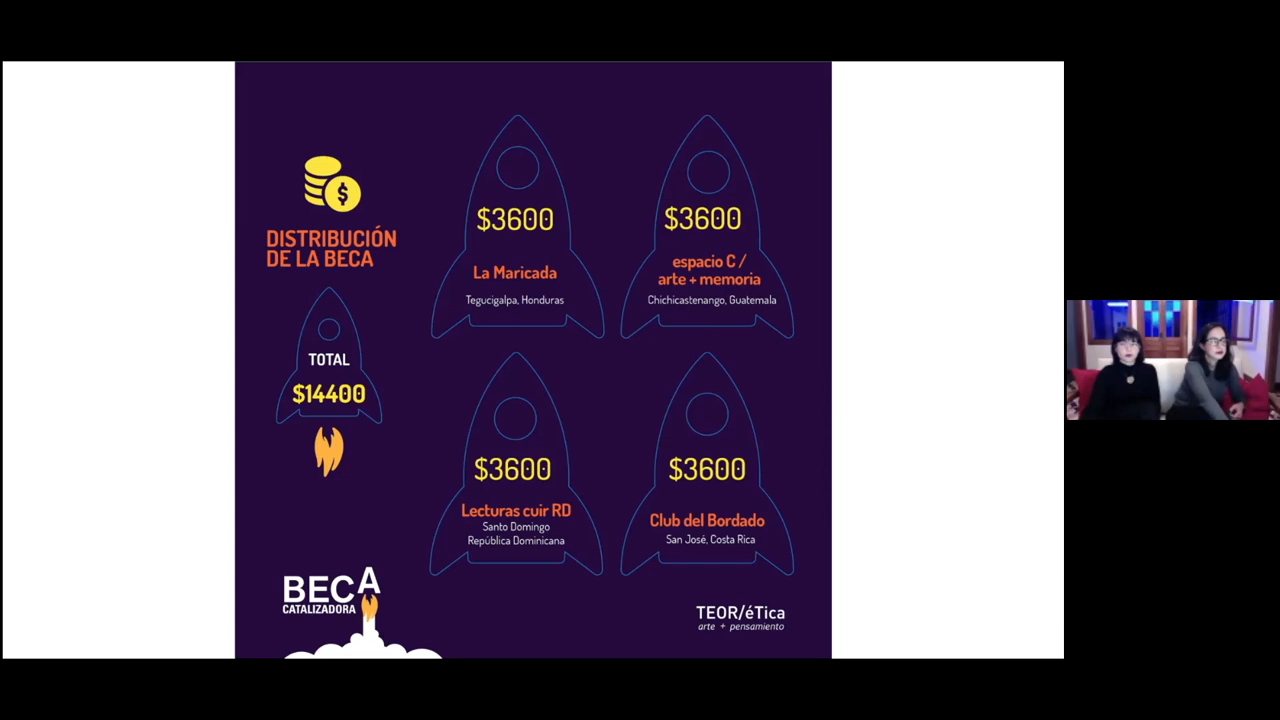 $
DISTRIBUCIÓN
DE LA BECA
TOTAL
$14400
$3600
La Maricada
Tegucigalpa, Honduras
$3600
espacio C /
arte + memoria
Chichicastenango, Guatemala
$3600
Lecturas cuir RD
Santo Domingo
República Dominicana
$3600
Club del Bordado
San José, Costa Rica
BECA
CATALIZADORA
TEOR/éTica
arte + pensamiento